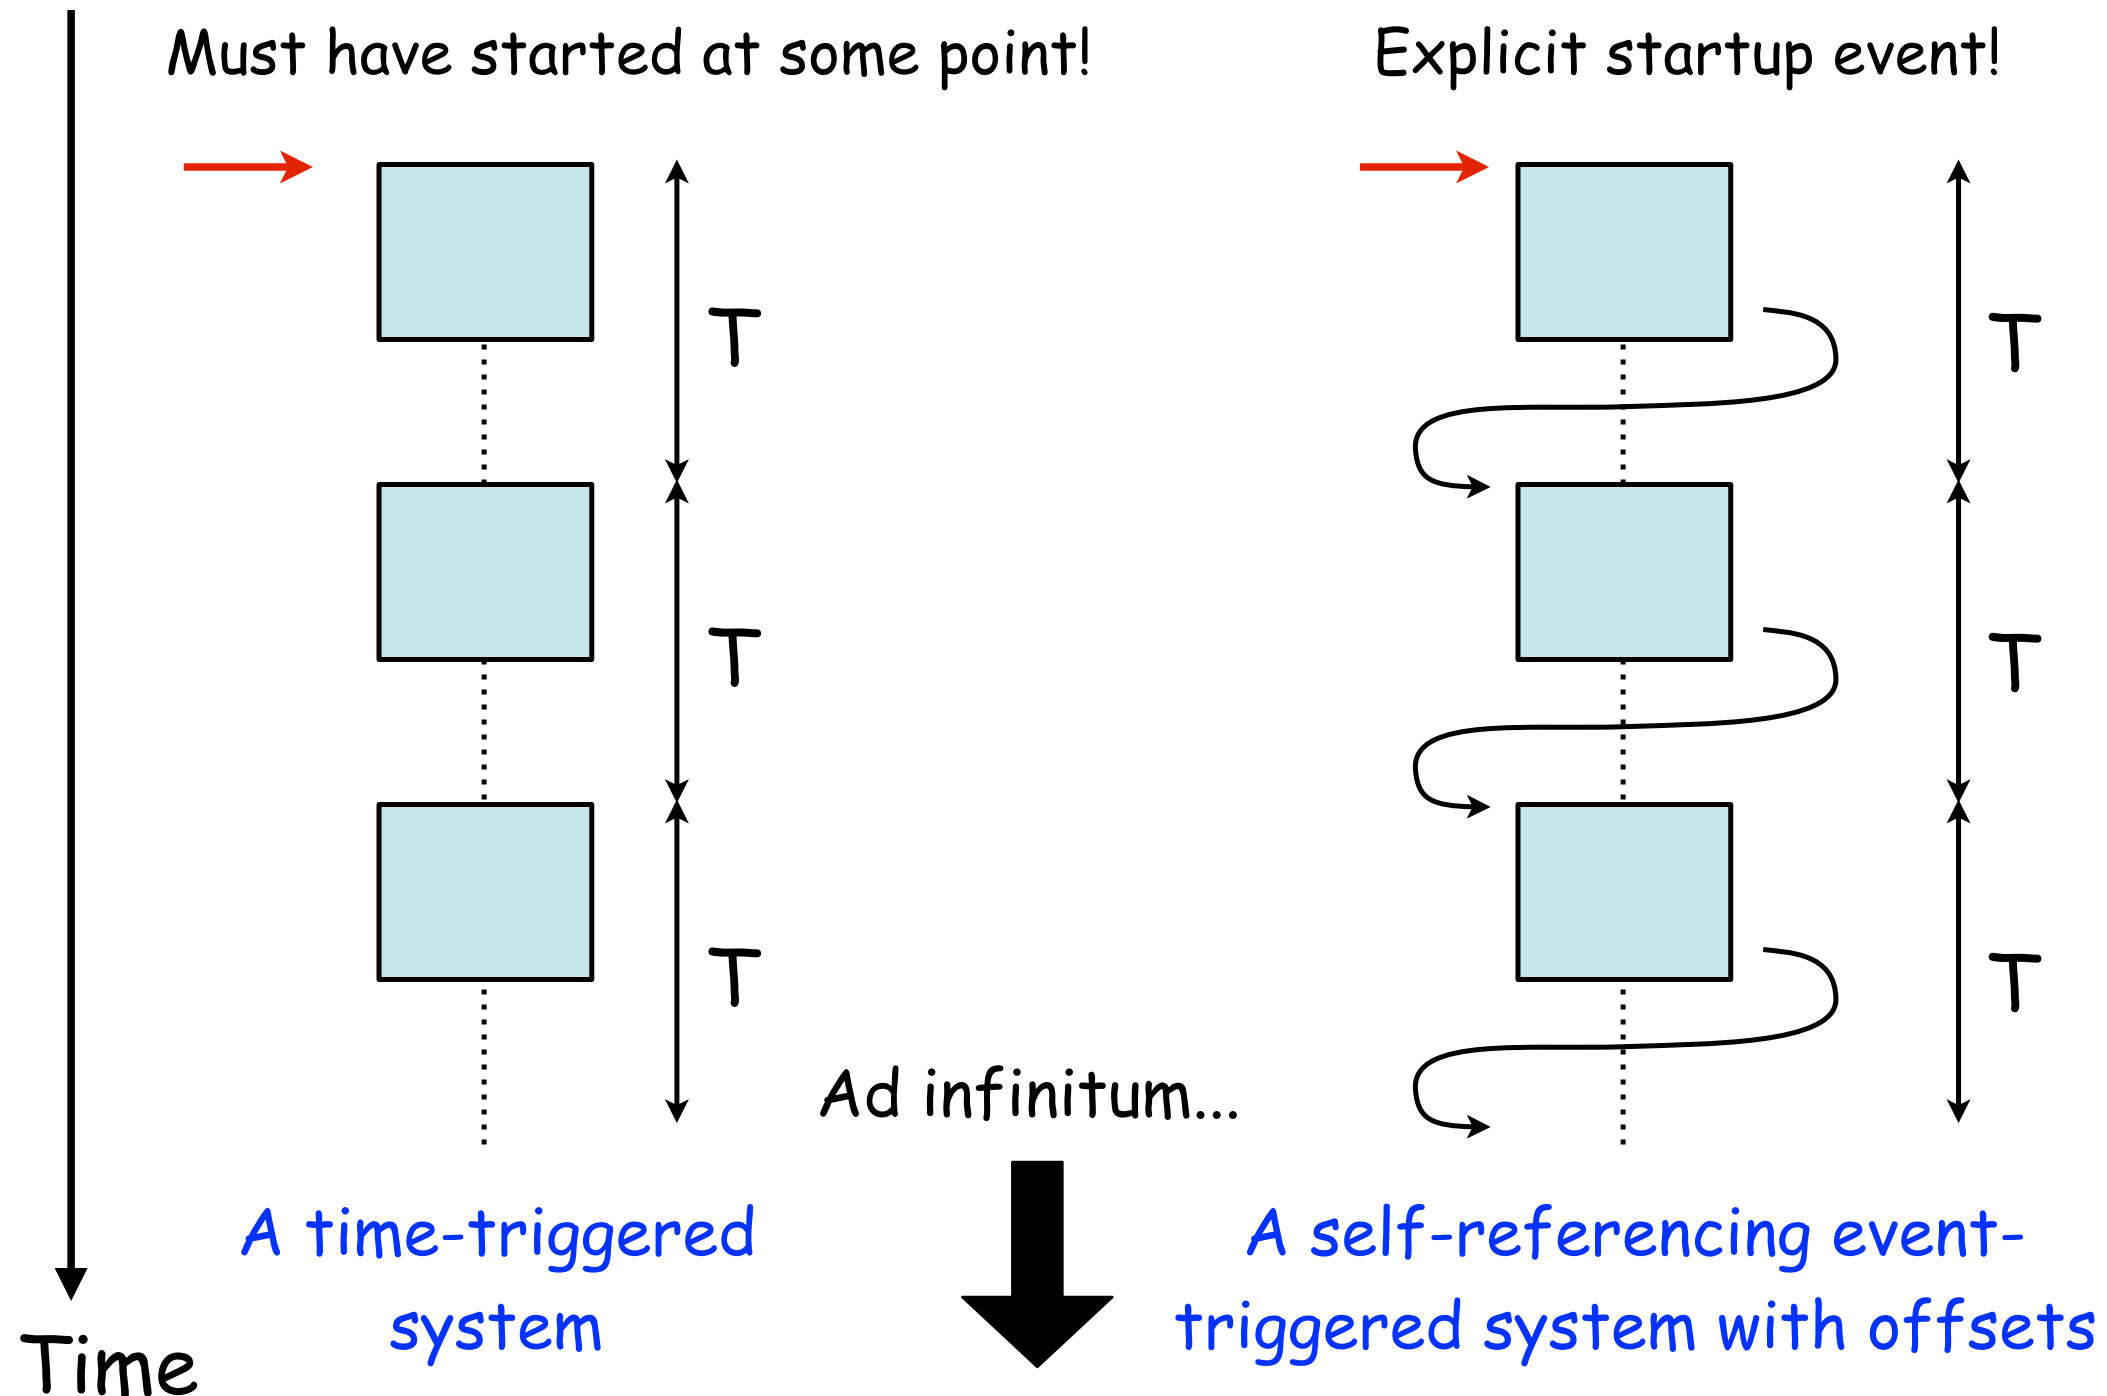 Must have started at some point!
Explicit startup event!
T
T
T
T
T
T
Ad infinitum...
A time-triggered
system
A self-referencing event-
triggered system with offsets
Time